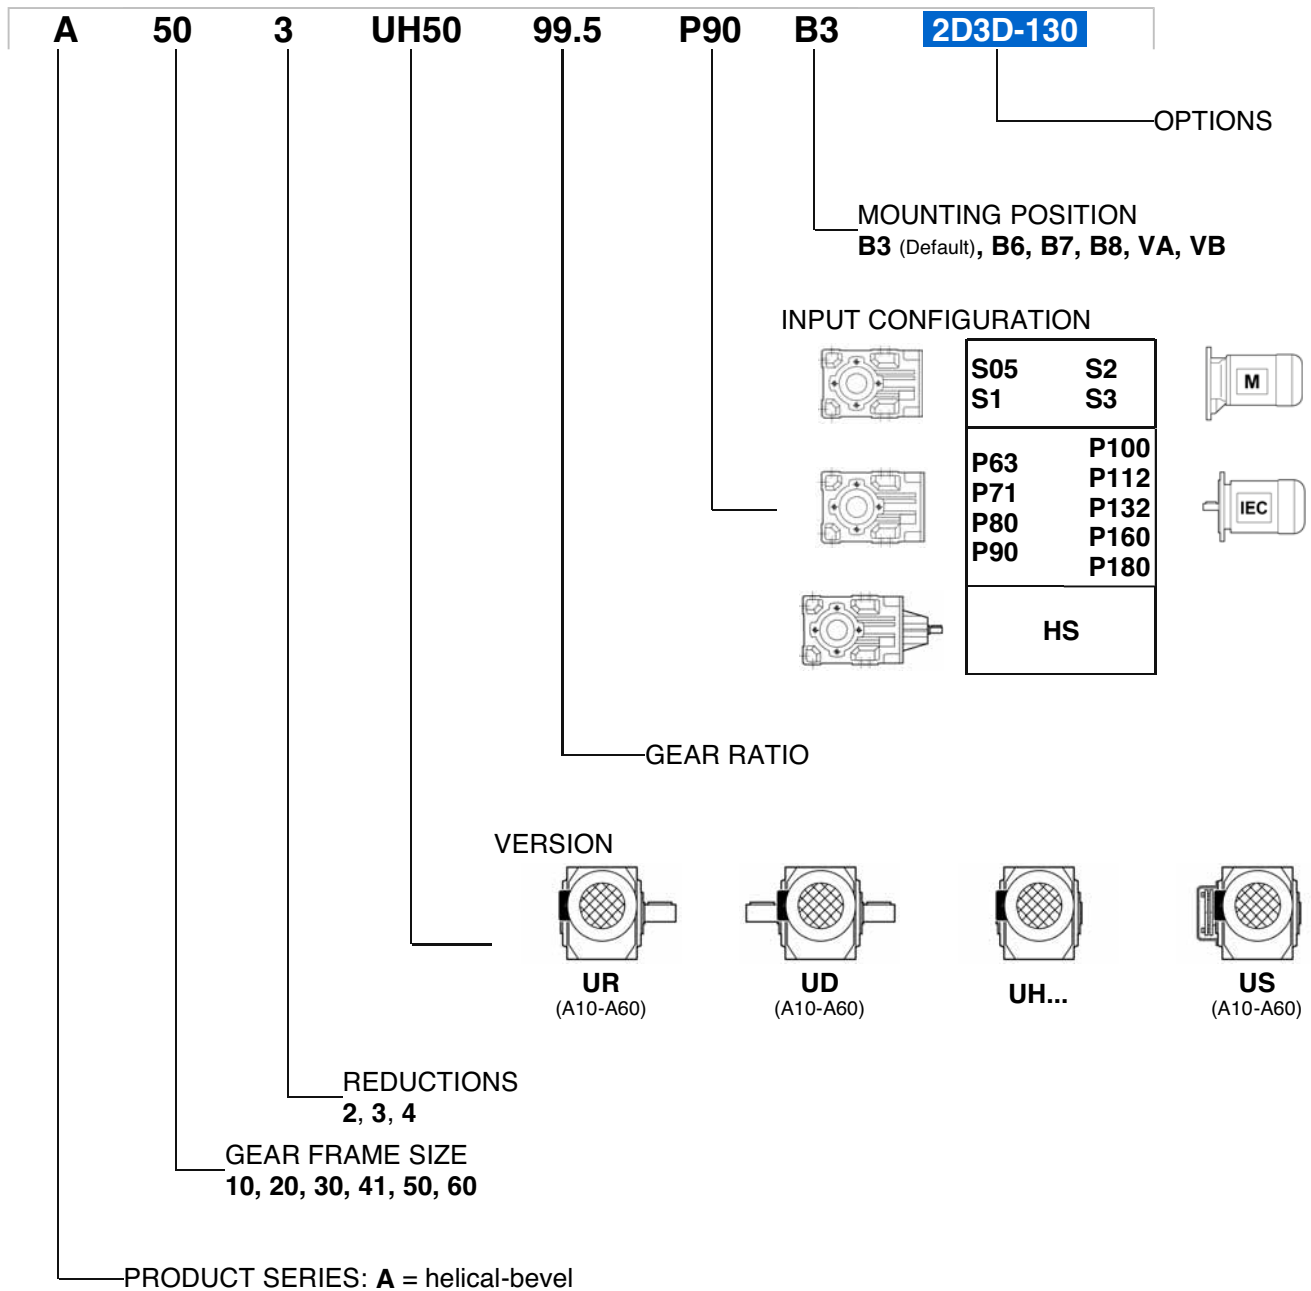 A 50 3 UH50 99.5 P90 B3 2D3D-130
OPTIONS
MOUNTING POSITION
B3 (Default), B6, B7, B8, VA, VB
INPUT CONFIGURATION
S05 S2
S1 S3
M
P63
P71
P80
P90
P100
P112
P132
P160
P180
IEC
HS
GEAR RATIO
VERSION
UR
(A10-A60)
UD
(A10-A60)
UH...
US
(A10-A60)
REDUCTIONS
2, 3, 4
GEAR FRAME SIZE
10, 20, 30, 41, 50, 60
PRODUCT SERIES: A = helical-bevel